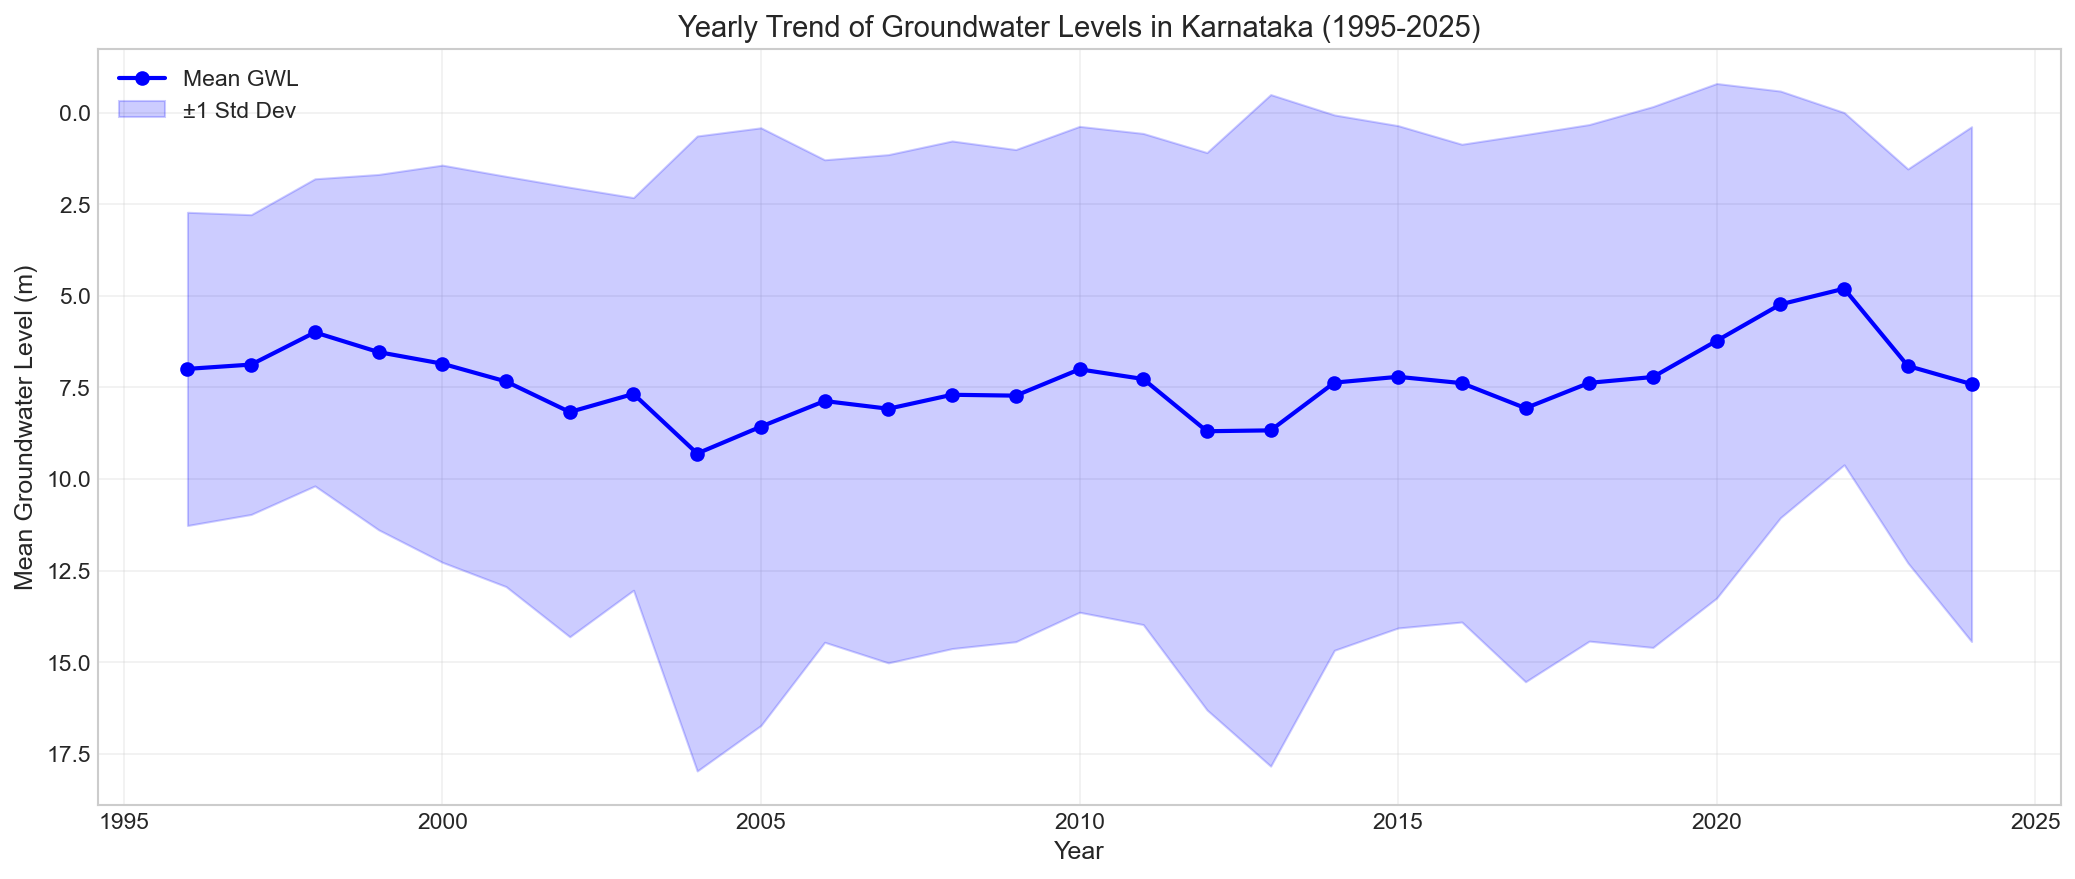 Yearly Trend of Groundwater Levels in Karnataka (1995-2025)
Mean GWL
±1 Std Dev
Mean Groundwater Level (m)
0.0
2.5
5.0
7.5
10.0
12.5
15.0
17.5
1995 2000 2005 2010 2015 2020 2025
Year